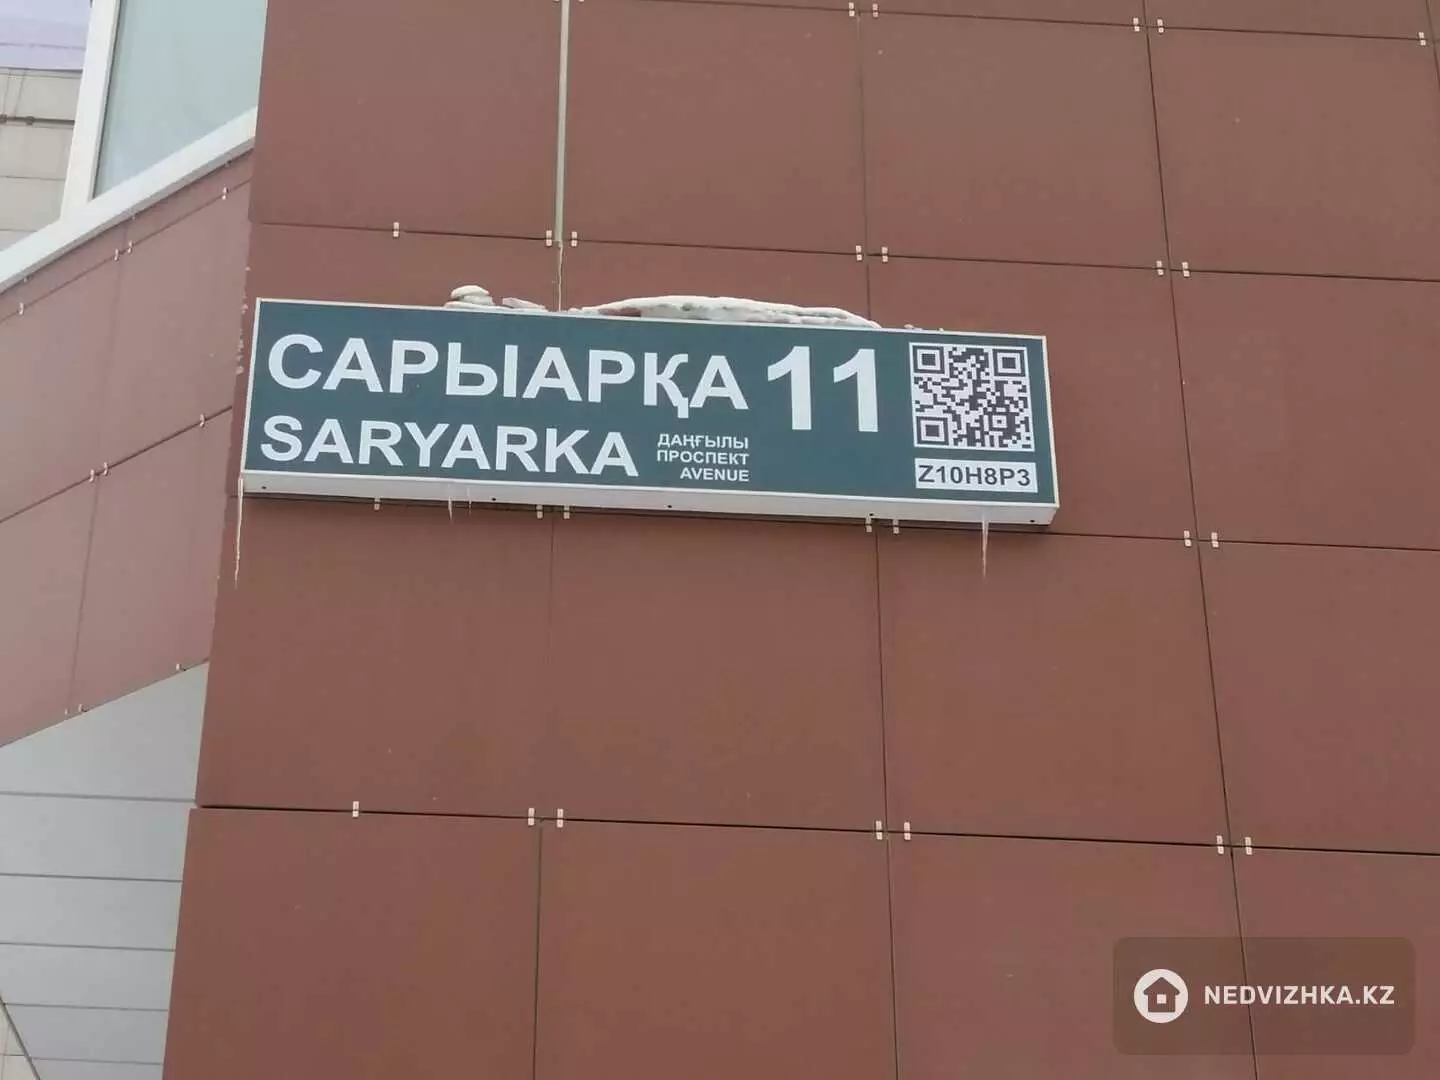 САРЫАРҚА 11
SARYARKA
ДАҢҒЫЛЫ
ПРОСПЕКТ
AVENUE
Z10H8P3
NEDVIZHKA.KZ